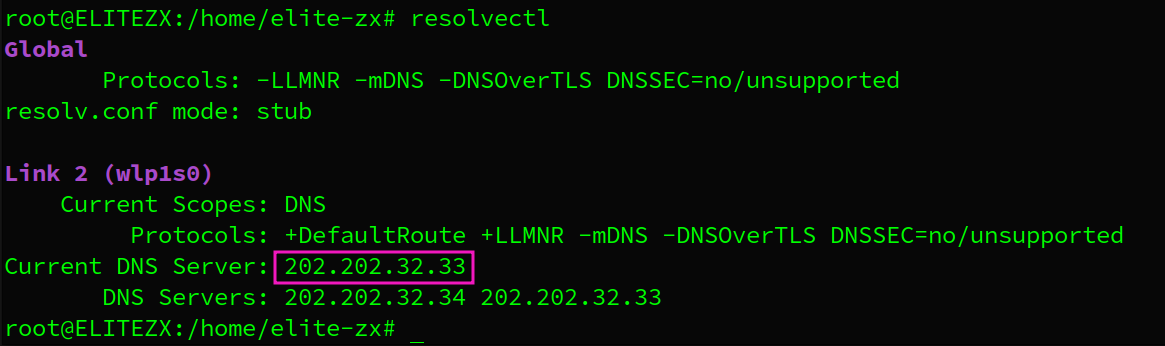 root@ELITEZX:/home/elite-zx# resolvectl
Global
Protocols: -LLMNR -mDNS -DNSOverTLS DNSSEC=no/unsupported
resolv.conf mode: stub
Link 2 (wlp1s0)
Current Scopes: DNS
Protocols: +DefaultRoute +LLMNR -mDNS -DNSOverTLS DNSSEC=no/unsupported
Current DNS Server: 202.202.32.33
DNS Servers: 202.202.32.34 202.202.32.33
root@ELITEZX:/home/elite-zx# _